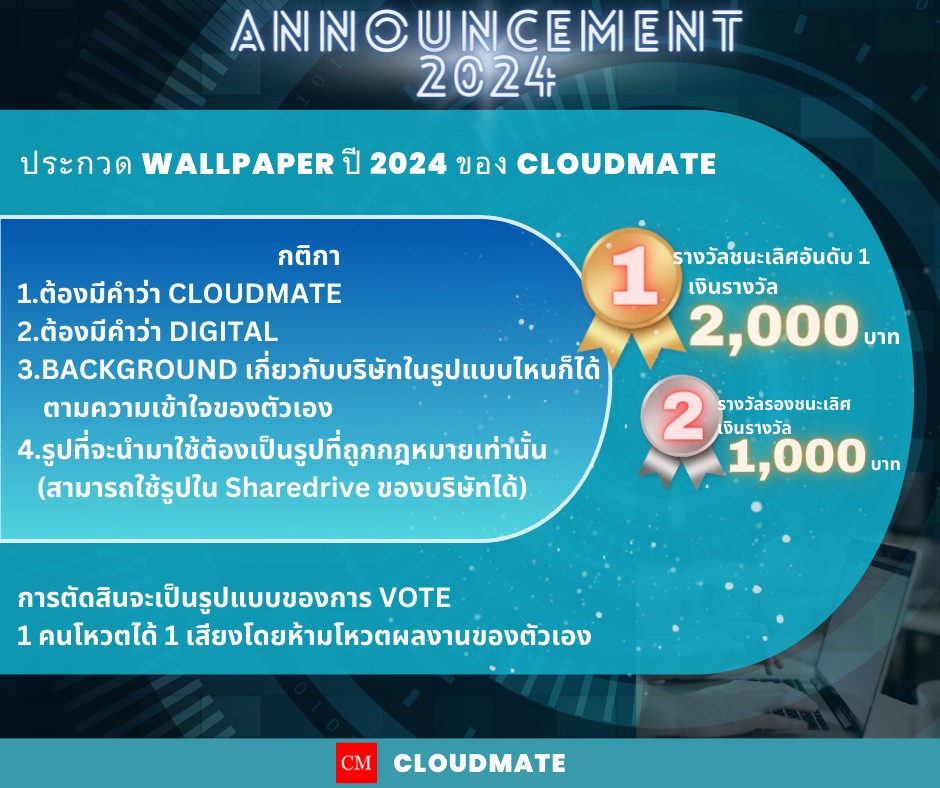 ANNOUNCEMENT
2024
ประกวด WALLPAPER ปี 2024 ของ CLOUDMATE
กติกา
1.ต้องมีคำว่า CLOUDMATE
2.ต้องมีคำว่า DIGITAL
3.BACKGROUND เกี่ยวกับบริษัทในรูปแบบไหนก็ได้
ตามความเข้าใจของตัวเอง
4.รูปที่จะนำมาใช้ต้องเป็นรูปที่ถูกกฎหมายเท่านั้น
(สามารถใช้รูปใน Sharedrive ของบริษัทได้)
1
รางวัลชนะเลิศอันดับ 1
เงินรางวัล
2,000 บาท
2
รางวัลรองชนะเลิศ
เงินรางวัล
1,000 บาท
การตัดสินจะเป็นรูปแบบของการ VOTE
1 คนโหวตได้ 1 เสียงโดยห้ามโหวตผลงานของตัวเอง
CM CLOUDMATE